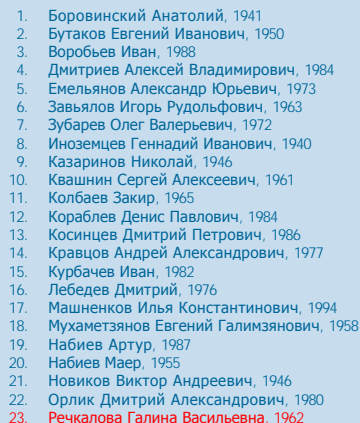 1. Боровинский Анатолий, 1941
2. Бутаков Евгений Иванович, 1950
3. Воробьев Иван, 1988
4. Дмитриев Алексей Владимирович, 1984
5. Емельянов Александр Юрьевич, 1973
6. Завьялов Игорь Рудольфович, 1963
7. Зубарев Олег Валерьевич, 1972
8. Иноземцев Геннадий Иванович, 1940
9. Казаринов Николай, 1946
10. Квашнин Сергей Алексеевич, 1961
11. Колбаев Закир, 1965
12. Кораблев Денис Павлович, 1984
13. Косинцев Дмитрий Петрович, 1986
14. Кравцов Андрей Александрович, 1977
15. Курбачев Иван, 1982
16. Лебедев Дмитрий, 1976
17. Машненков Илья Константинович, 1994
18. Мухаметзянов Евгений Галимзянович, 1958
19. Набиев Артур, 1987
20. Набиев Маер, 1955
21. Новиков Виктор Андреевич, 1946
22. Орлик Дмитрий Александрович, 1980
23. Речкалова Галина Васильевна, 1962